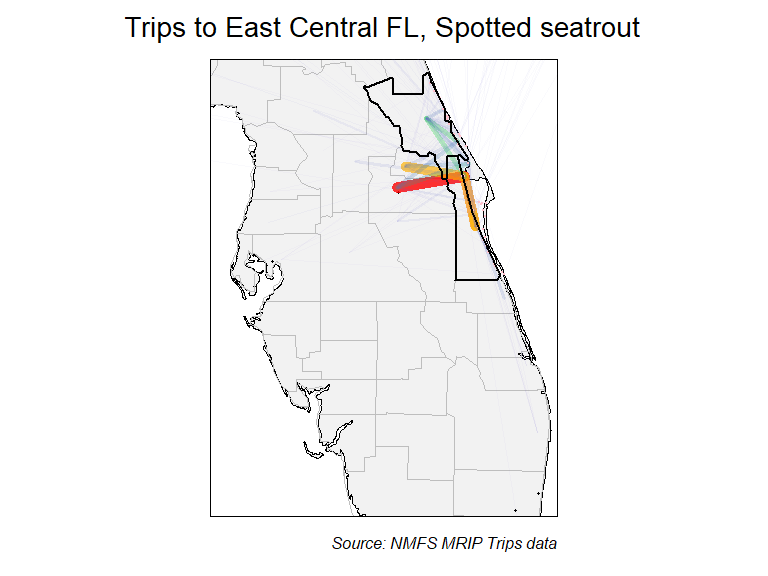 Trips to East Central FL, Spotted seatrout
Source: NMFS MRIP Trips data